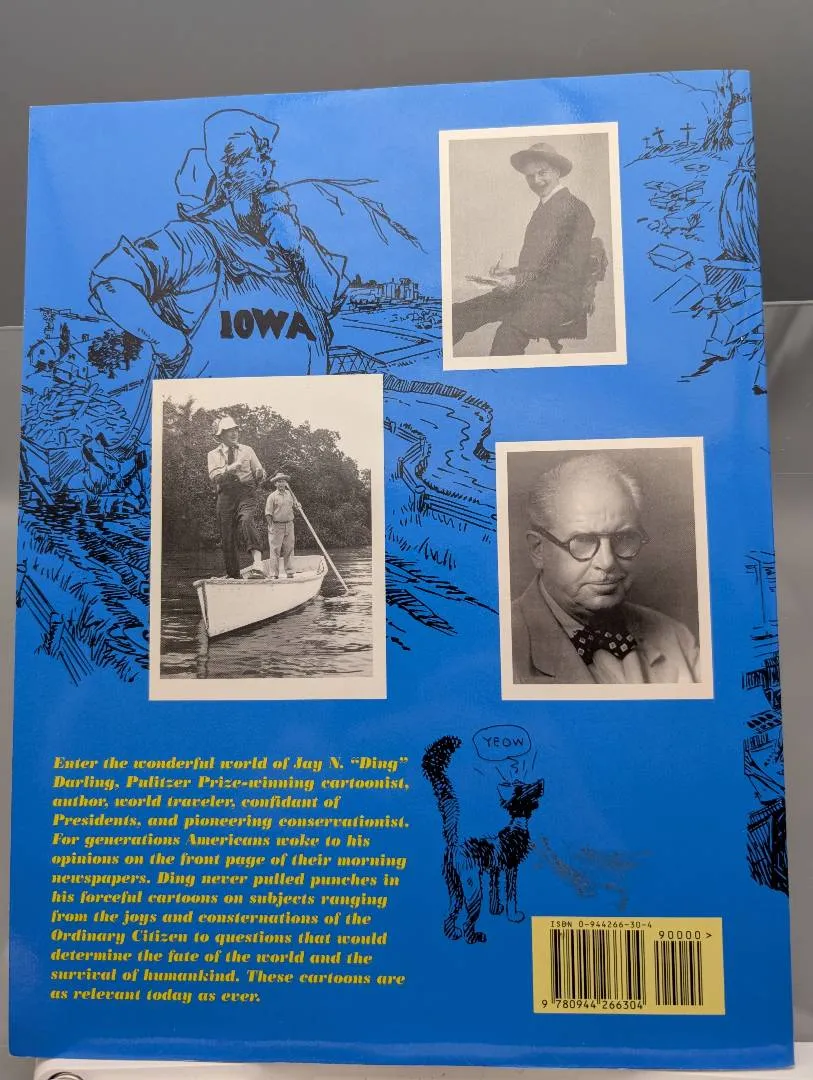 IOWA
Enter the wonderful world of Jay N. “Ding”
Darling, Pulitzer Prize-winning cartoonist,
author, world traveler, confidant of
Presidents, and pioneering conservationist.
For generations Americans woke to his
opinions on the front page of their morning
newspapers. Ding never pulled punches in
his forceful cartoons on subjects ranging
from the joys and consternations of the
Ordinary Citizen to questions that would
determine the fate of the world and the
survival of humankind. These cartoons are
as relevant today as ever.
YEOW
ISBN 0-944266-30-4
90000>
9 780944 266304